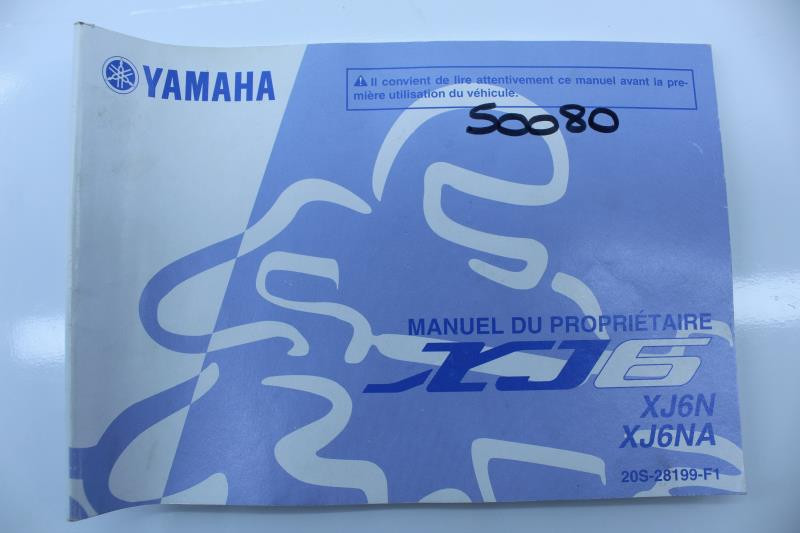 YAMAHA
⚠ Il convient de lire attentivement ce manuel avant la pre-
mière utilisation du véhicule.
S0080
MANUEL DU PROPRIÉTAIRE
XJ6
XJ6N
XJ6NA
20S-28199-F1